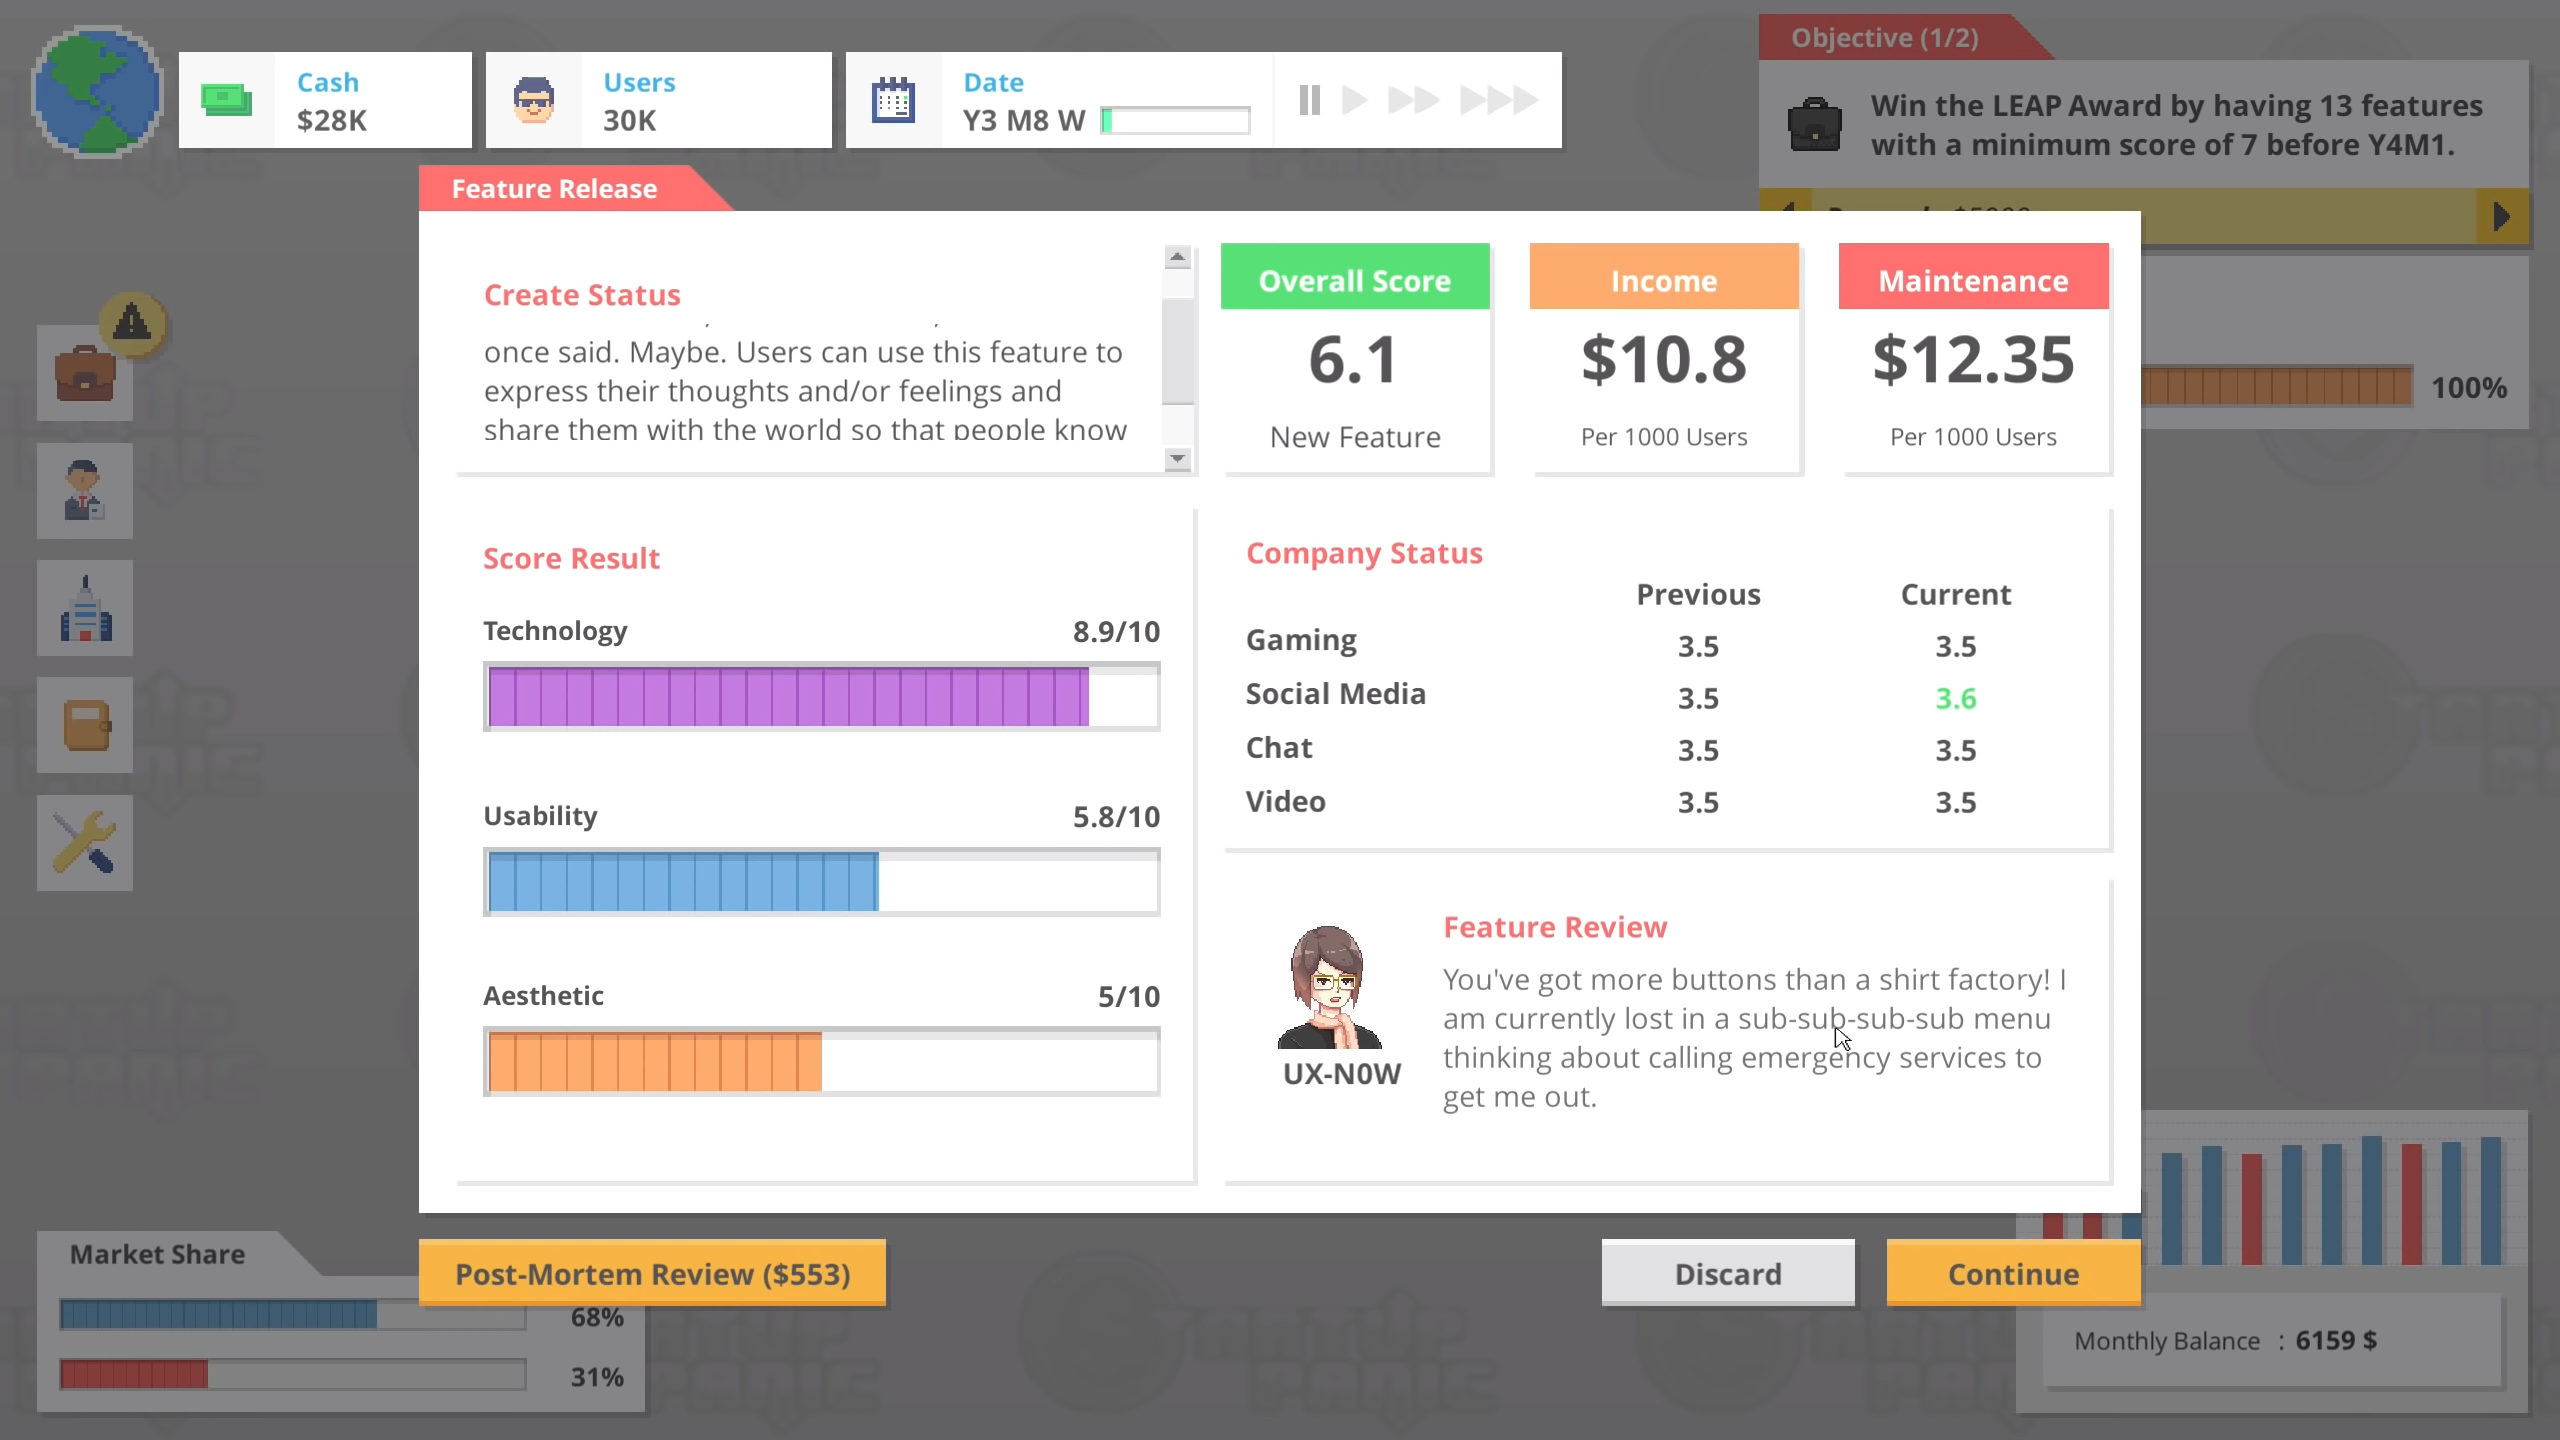 Cash
$28K
Users
30K
Date
Y3 M8 W
Objective (1/2)
Win the LEAP Award by having 13 features
with a minimum score of 7 before Y4M1.
Feature Release
Create Status
once said. Maybe. Users can use this feature to
express their thoughts and/or feelings and
share them with the world so that people know
Overall Score
6.1
New Feature
Income
$10.8
Per 1000 Users
Maintenance
$12.35
Per 1000 Users
100%
Score Result
Technology 8.9/10
Usability 5.8/10
Aesthetic 5/10
Company Status
Previous Current
Gaming 3.5 3.5
Social Media 3.5 3.6
Chat 3.5 3.5
Video 3.5 3.5
UX-N0W
Feature Review
You've got more buttons than a shirt factory! I
am currently lost in a sub-sub-sub-sub menu
thinking about calling emergency services to
get me out.
Post-Mortem Review ($553)
Discard
Continue
Market Share
68%
31%
Monthly Balance : 6159 $